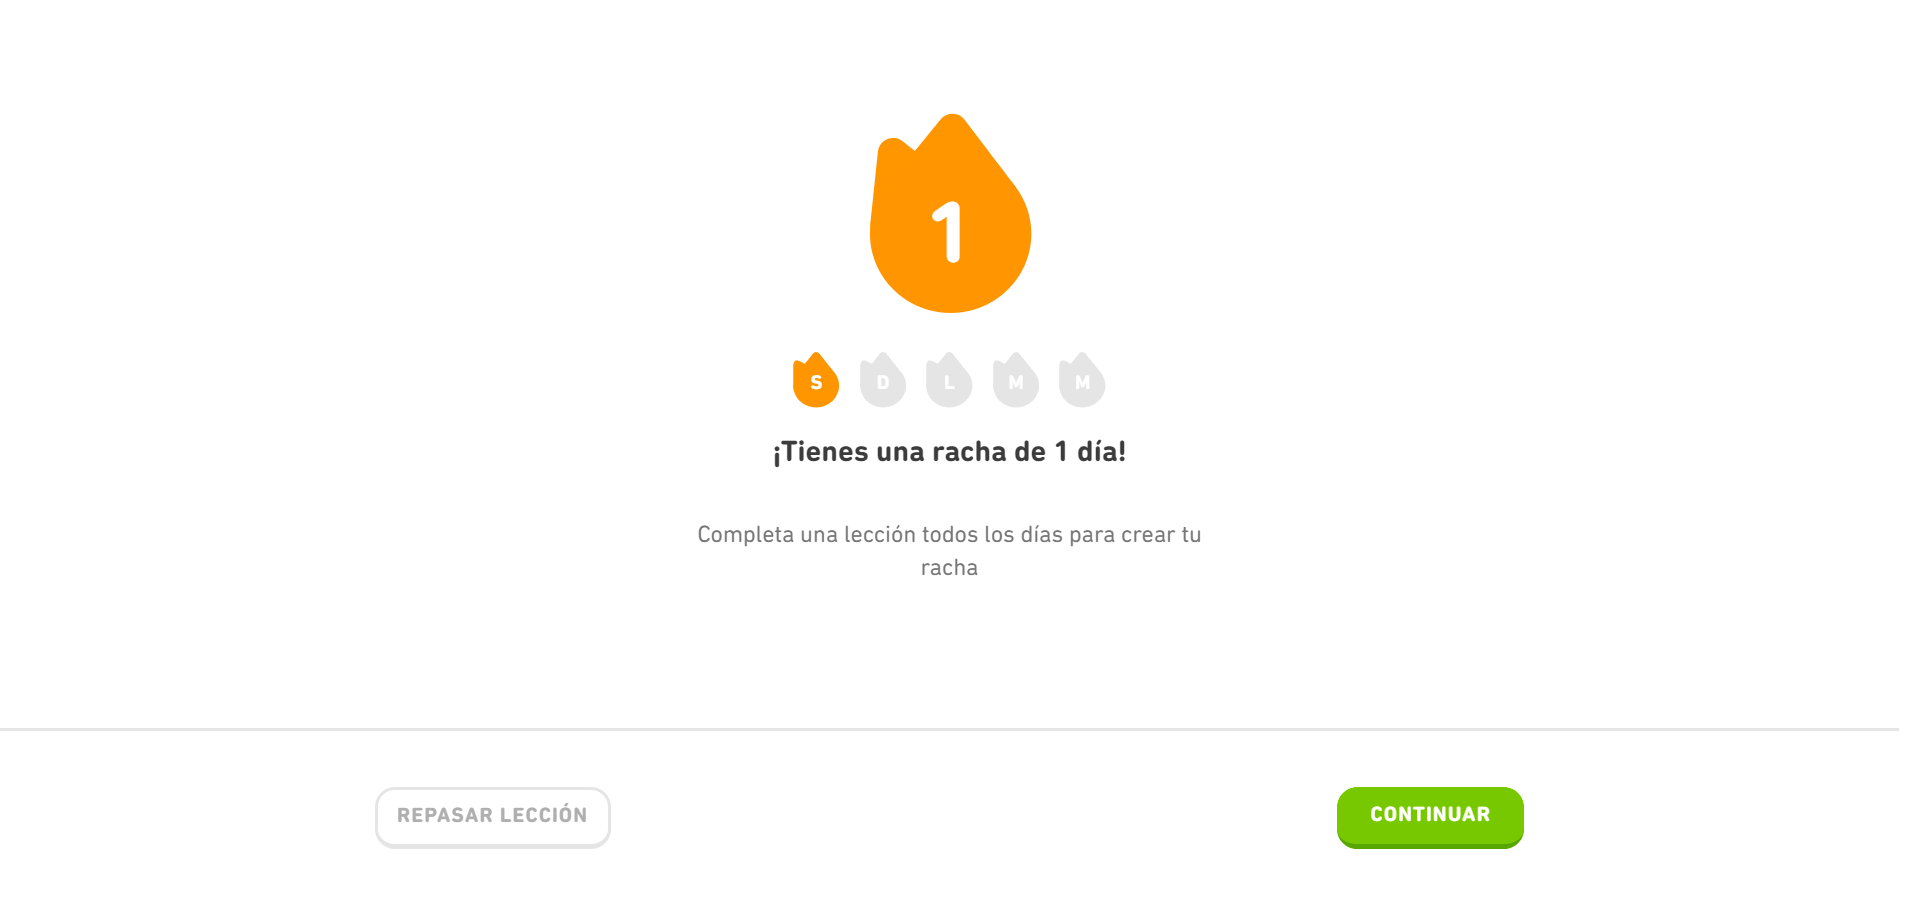 1
S D L M M
¡Tienes una racha de 1 día!
Completa una lección todos los días para crear tu
racha
REPASAR LECCIÓN
CONTINUAR